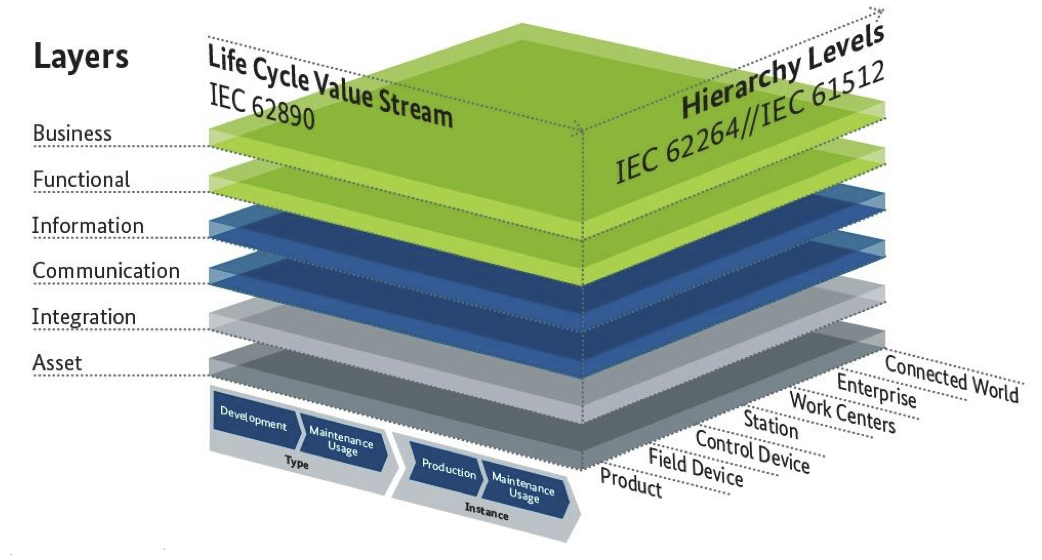 Layers
Life Cycle Value Stream
IEC 62890
Hierarchy Levels
IEC 62264//IEC 61512
Business
Functional
Information
Communication
Integration
Asset
Development
Maintenance
Usage
Type
Production
Maintenance
Usage
Instance
Connected World
Enterprise
Work Centers
Station
Control Device
Field Device
Product